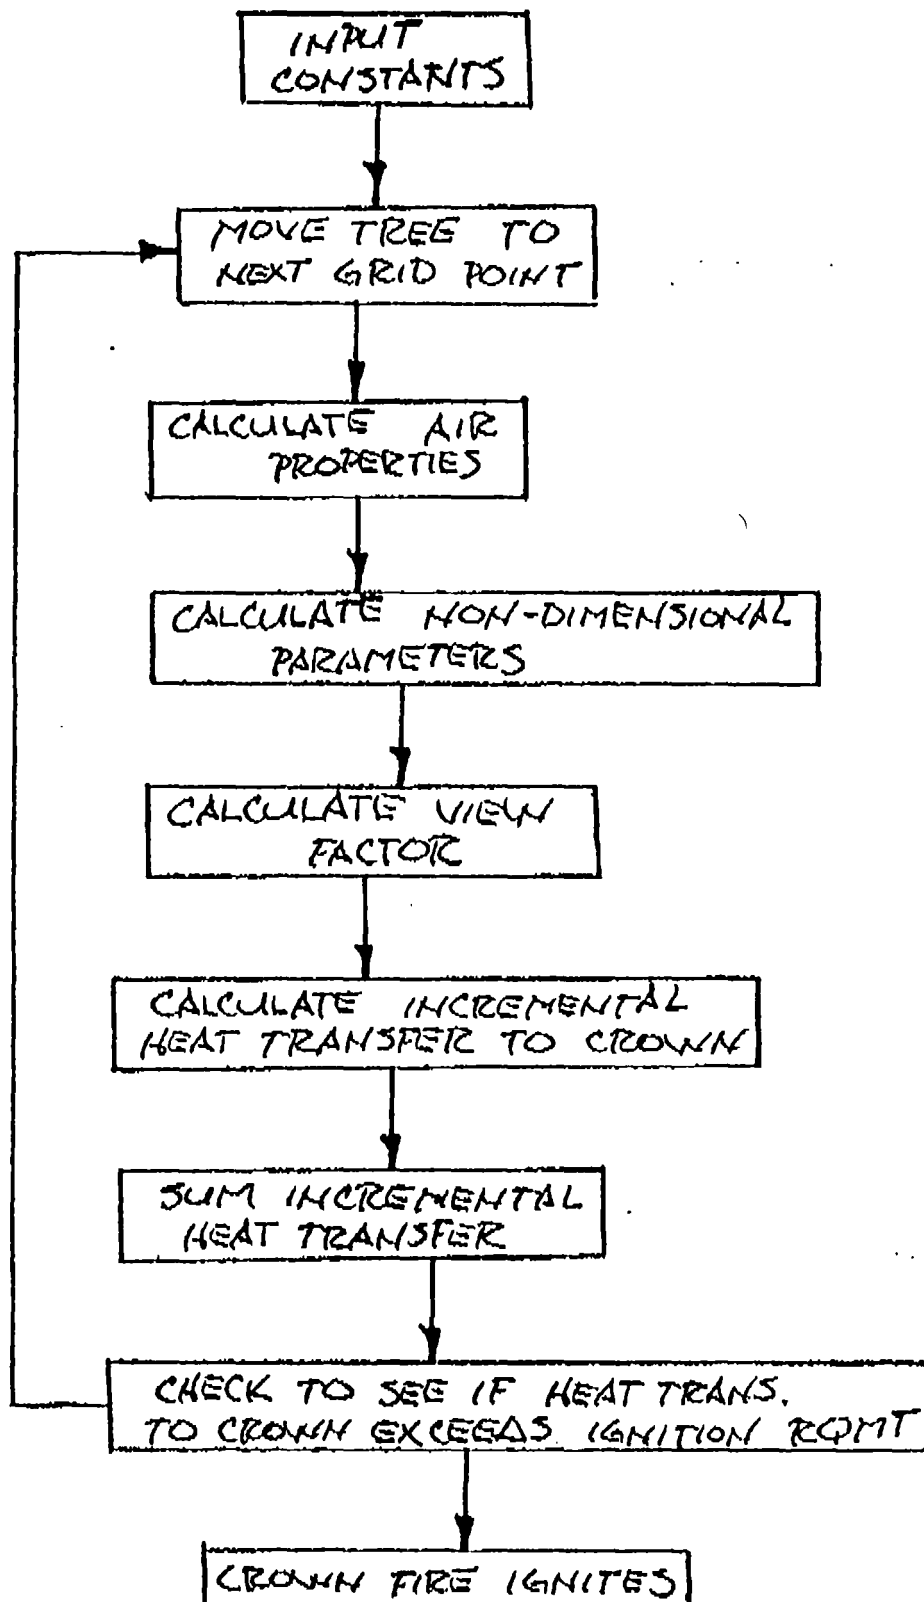 INPUT
CONSTANTS
MOVE TREE TO
NEXT GRID POINT
CALCULATE AIR
PROPERTIES
CALCULATE NON-DIMENSIONAL
PARAMETERS
CALCULATE VIEW
FACTOR
CALCULATE INCREMENTAL
HEAT TRANSFER TO CROWN
SUM INCREMENTAL
HEAT TRANSFER
CHECK TO SEE IF HEAT TRANS.
TO CROWN EXCEEDS IGNITION RQMT
CROWN FIRE IGNITES